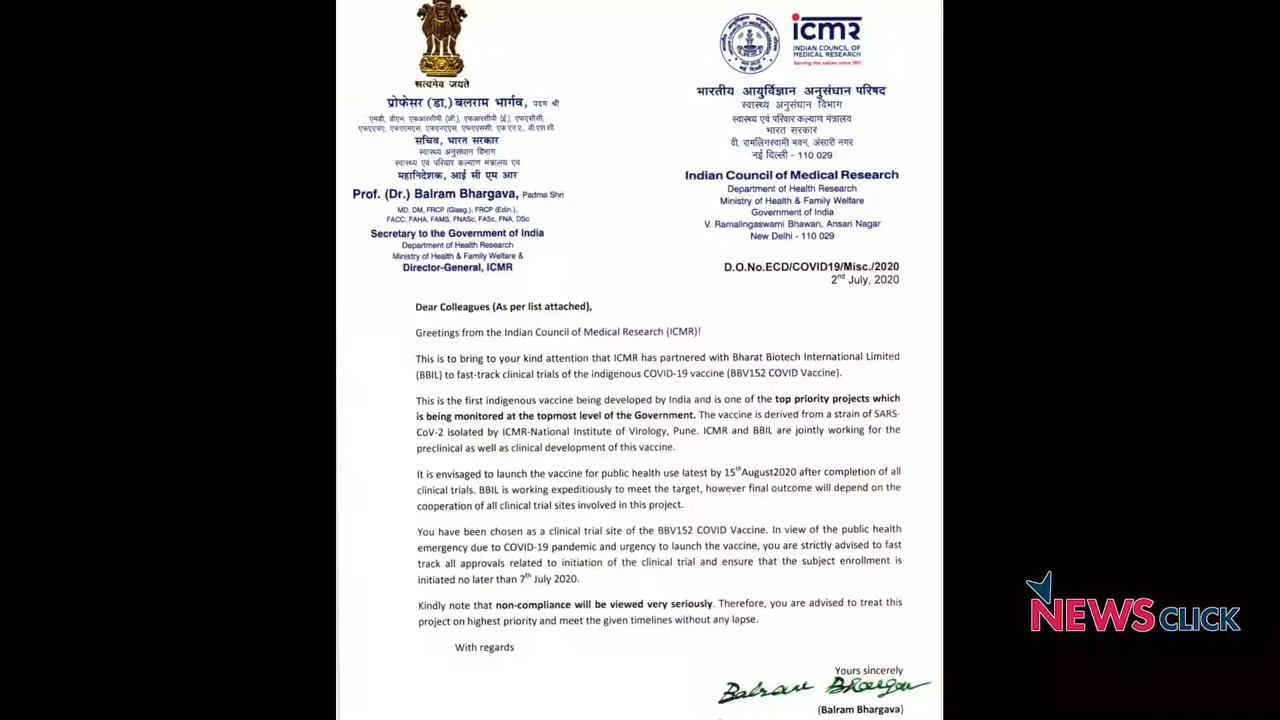 सत्यमेव जयते
प्रोफेसर (डा.) बलराम भार्गव, पदम श्री
एमडी, डीएम, एफआरसीपी (जी.), एफआरसीपी (ई.), एफएसीसी,
एफएएचए, एफएएमएस, एफएनएएस, एफएएससी, एफ.एन.ए., डी.एस.सी.
सचिव, भारत सरकार
स्वास्थ्य अनुसंधान विभाग
स्वास्थ्य एवं परिवार कल्याण मंत्रालय एवं
महानिदेशक, आई सी एम आर
Prof. (Dr.) Balram Bhargava, Padma Shri
MD, DM, FRCP (Glasg.), FRCP (Edin.),
FACC, FAHA, FAMS, FNASc, FASc, FNA, DSc
Secretary to the Government of India
Department of Health Research
Ministry of Health & Family Welfare &
Director-General, ICMR
icmr
INDIAN COUNCIL OF
MEDICAL RESEARCH
Serving the nation since 1911
भारतीय आयुर्विज्ञान अनुसंधान परिषद
स्वास्थ्य अनुसंधान विभाग
स्वास्थ्य एवं परिवार कल्याण मंत्रालय
भारत सरकार
वी. रामलिंगस्वामी भवन, अंसारी नगर
नई दिल्ली - 110 029
Indian Council of Medical Research
Department of Health Research
Ministry of Health & Family Welfare
Government of India
V. Ramalingaswami Bhawan, Ansari Nagar
New Delhi - 110 029
D.O.No.ECD/COVID19/Misc./2020
2nd July, 2020
Dear Colleagues (As per list attached),
Greetings from the Indian Council of Medical Research (ICMR)!
This is to bring to your kind attention that ICMR has partnered with Bharat Biotech International Limited
(BBIL) to fast-track clinical trials of the indigenous COVID-19 vaccine (BBV152 COVID Vaccine).
This is the first indigenous vaccine being developed by India and is one of the top priority projects which
is being monitored at the topmost level of the Government. The vaccine is derived from a strain of SARS-
CoV-2 isolated by ICMR-National Institute of Virology, Pune. ICMR and BBIL are jointly working for the
preclinical as well as clinical development of this vaccine.
It is envisaged to launch the vaccine for public health use latest by 15thAugust2020 after completion of all
clinical trials. BBIL is working expeditiously to meet the target, however final outcome will depend on the
cooperation of all clinical trial sites involved in this project.
You have been chosen as a clinical trial site of the BBV152 COVID Vaccine. In view of the public health
emergency due to COVID-19 pandemic and urgency to launch the vaccine, you are strictly advised to fast
track all approvals related to initiation of the clinical trial and ensure that the subject enrollment is
initiated no later than 7th July 2020.
Kindly note that non-compliance will be viewed very seriously. Therefore, you are advised to treat this
project on highest priority and meet the given timelines without any lapse.
With regards
Yours sincerely
Balram Bhargava
(Balram Bhargava)
NEWSCLICK